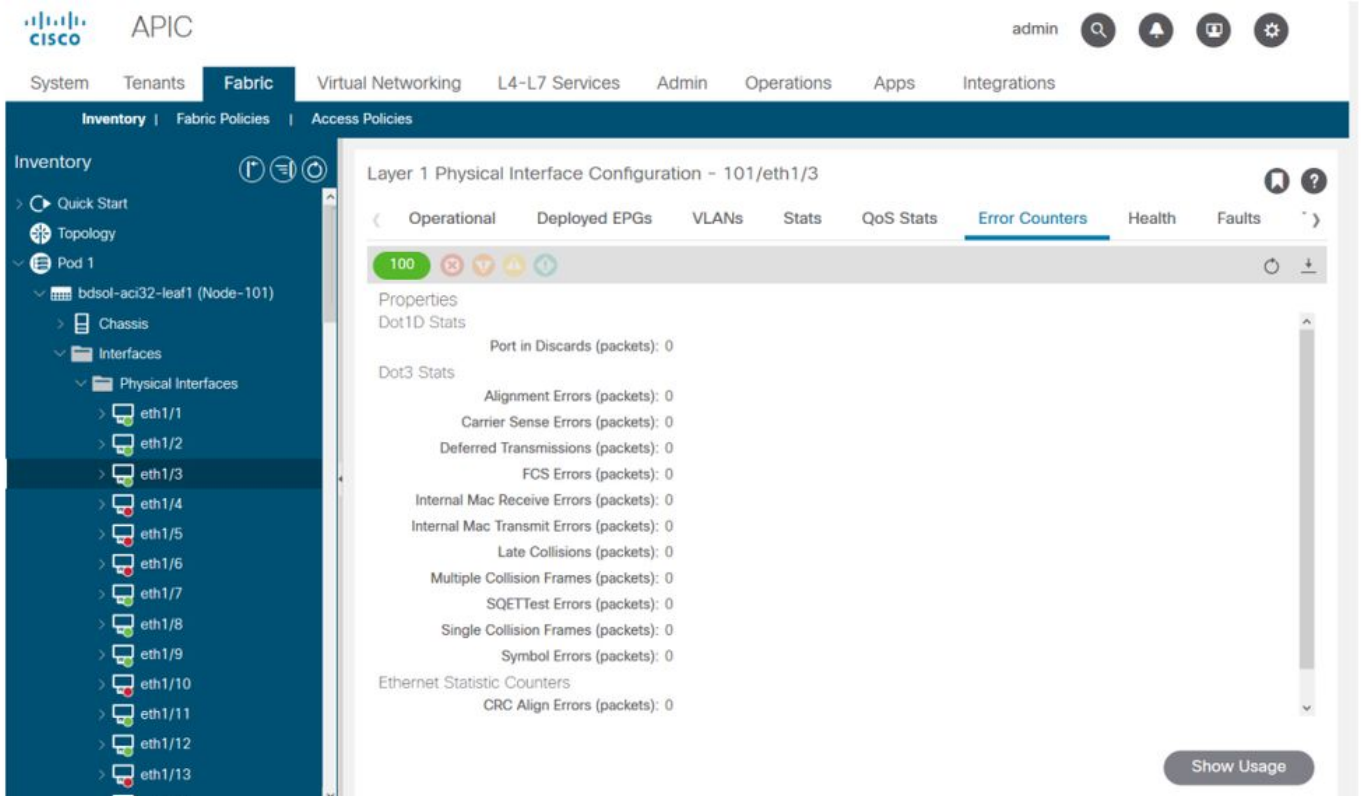 CISCO
APIC
admin
System Tenants Fabric Virtual Networking L4-L7 Services Admin Operations Apps Integrations
Inventory | Fabric Policies | Access Policies
Inventory
Quick Start
Topology
Pod 1
bdsol-aci32-leaf1 (Node-101)
Chassis
Interfaces
Physical Interfaces
eth1/1
eth1/2
eth1/3
eth1/4
eth1/5
eth1/6
eth1/7
eth1/8
eth1/9
eth1/10
eth1/11
eth1/12
eth1/13
Layer 1 Physical Interface Configuration - 101/eth1/3
Operational Deployed EPGs VLANs Stats QoS Stats Error Counters Health Faults
100
Properties
Dot1D Stats
Port in Discards (packets): 0
Dot3 Stats
Alignment Errors (packets): 0
Carrier Sense Errors (packets): 0
Deferred Transmissions (packets): 0
FCS Errors (packets): 0
Internal Mac Receive Errors (packets): 0
Internal Mac Transmit Errors (packets): 0
Late Collisions (packets): 0
Multiple Collision Frames (packets): 0
SQETTest Errors (packets): 0
Single Collision Frames (packets): 0
Symbol Errors (packets): 0
Ethernet Statistic Counters
CRC Align Errors (packets): 0
Show Usage